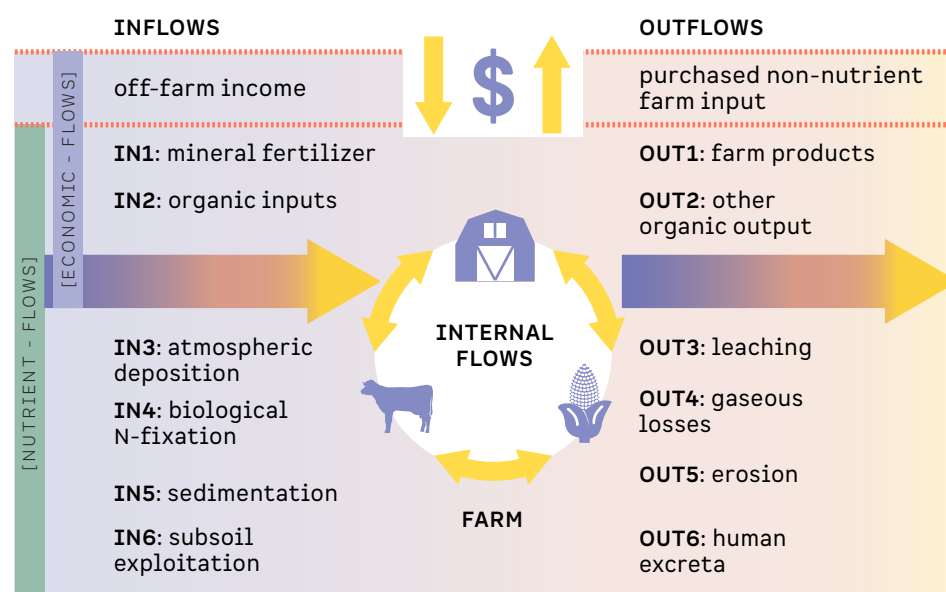 INFLOWS
OUTFLOWS
off-farm income
$
purchased non-nutrient
farm input
[ECONOMIC - FLOWS]
[NUTRIENT - FLOWS]
IN1: mineral fertilizer
IN2: organic inputs
IN3: atmospheric
deposition
IN4: biological
N-fixation
IN5: sedimentation
IN6: subsoil
exploitation
INTERNAL
FLOWS
FARM
OUT1: farm products
OUT2: other
organic output
OUT3: leaching
OUT4: gaseous
losses
OUT5: erosion
OUT6: human
excreta